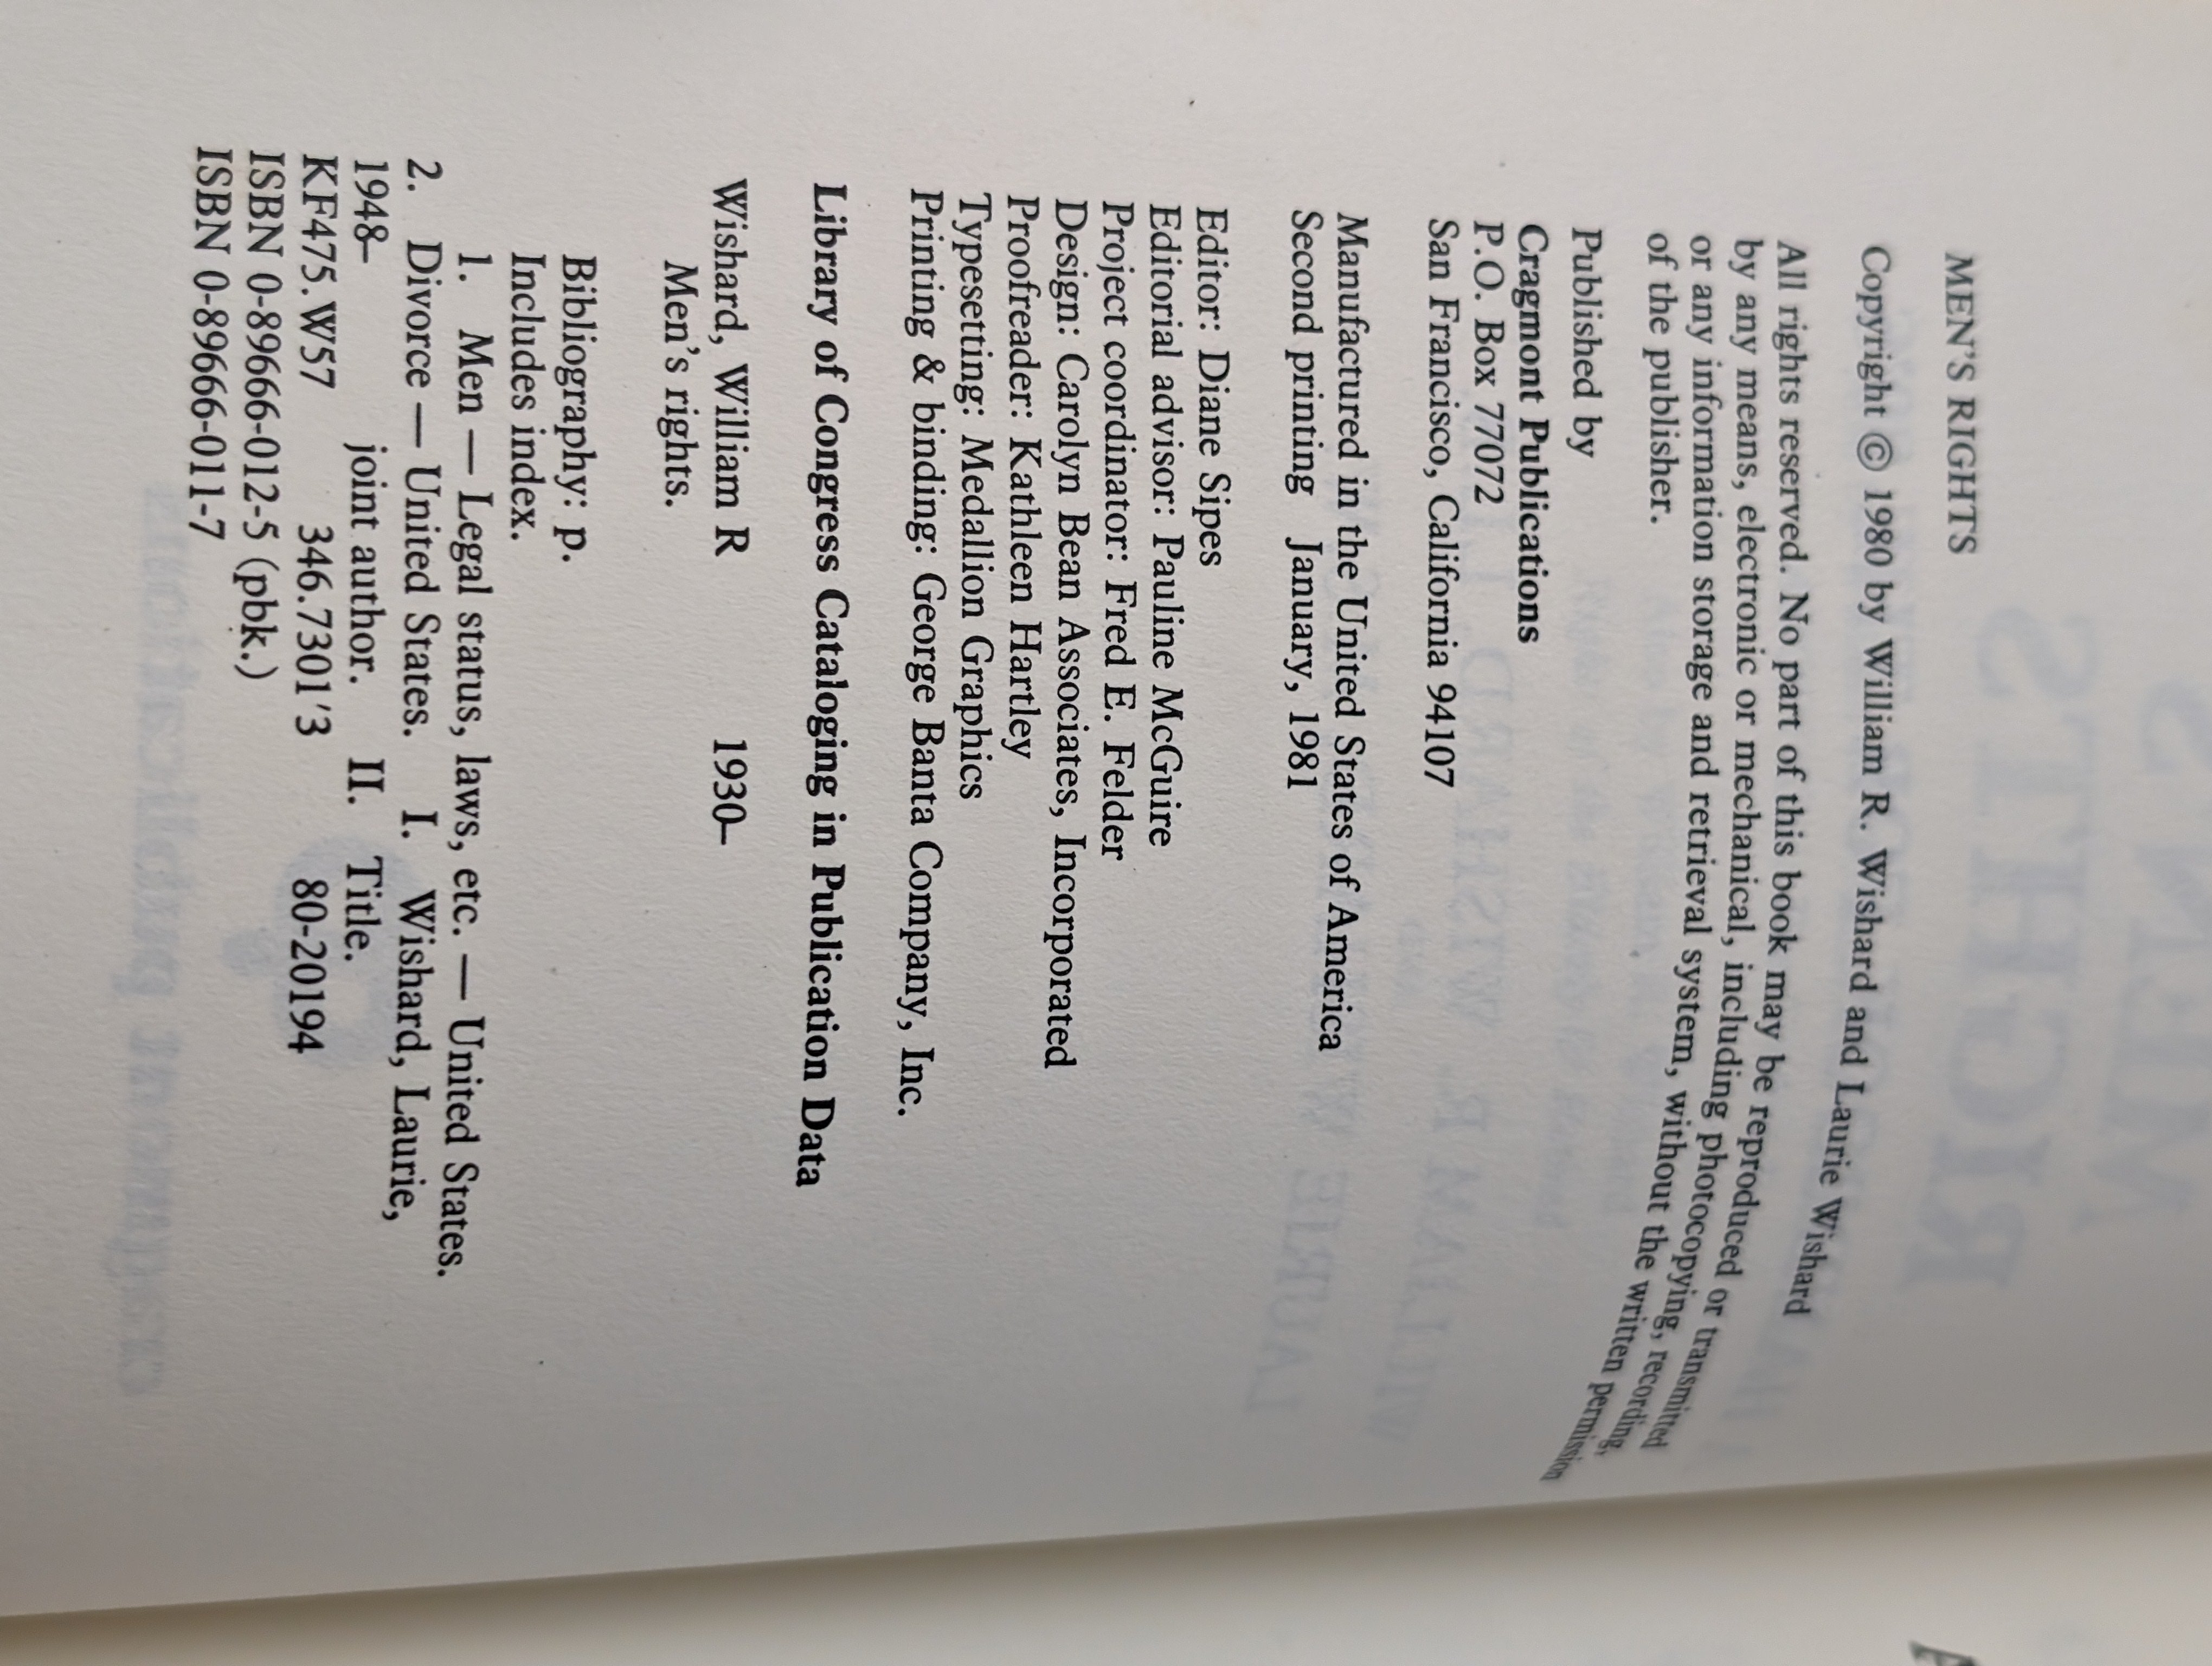 MEN'S RIGHTS
Copyright © 1980 by William R. Wishard and Laurie Wishard
All rights reserved. No part of this book may be reproduced or transmitted
by any means, electronic or mechanical, including photocopying, recording,
or any information storage and retrieval system, without the written permission
of the publisher.
Published by
Cragmont Publications
P.O. Box 77072
San Francisco, California 94107
Manufactured in the United States of America
Second printing January, 1981
Editor: Diane Sipes
Editorial advisor: Pauline McGuire
Project coordinator: Fred E. Felder
Design: Carolyn Bean Associates, Incorporated
Proofreader: Kathleen Hartley
Typesetting: Medallion Graphics
Printing & binding: George Banta Company, Inc.
Library of Congress Cataloging in Publication Data
Wishard, William R 1930–
Men's rights.
Bibliography: p.
Includes index.
1. Men — Legal status, laws, etc. — United States.
2. Divorce — United States. I. Wishard, Laurie,
1948– joint author. II. Title.
KF475.W57 346.7301'3 80-20194
ISBN 0-89666-012-5 (pbk.)
ISBN 0-89666-011-7